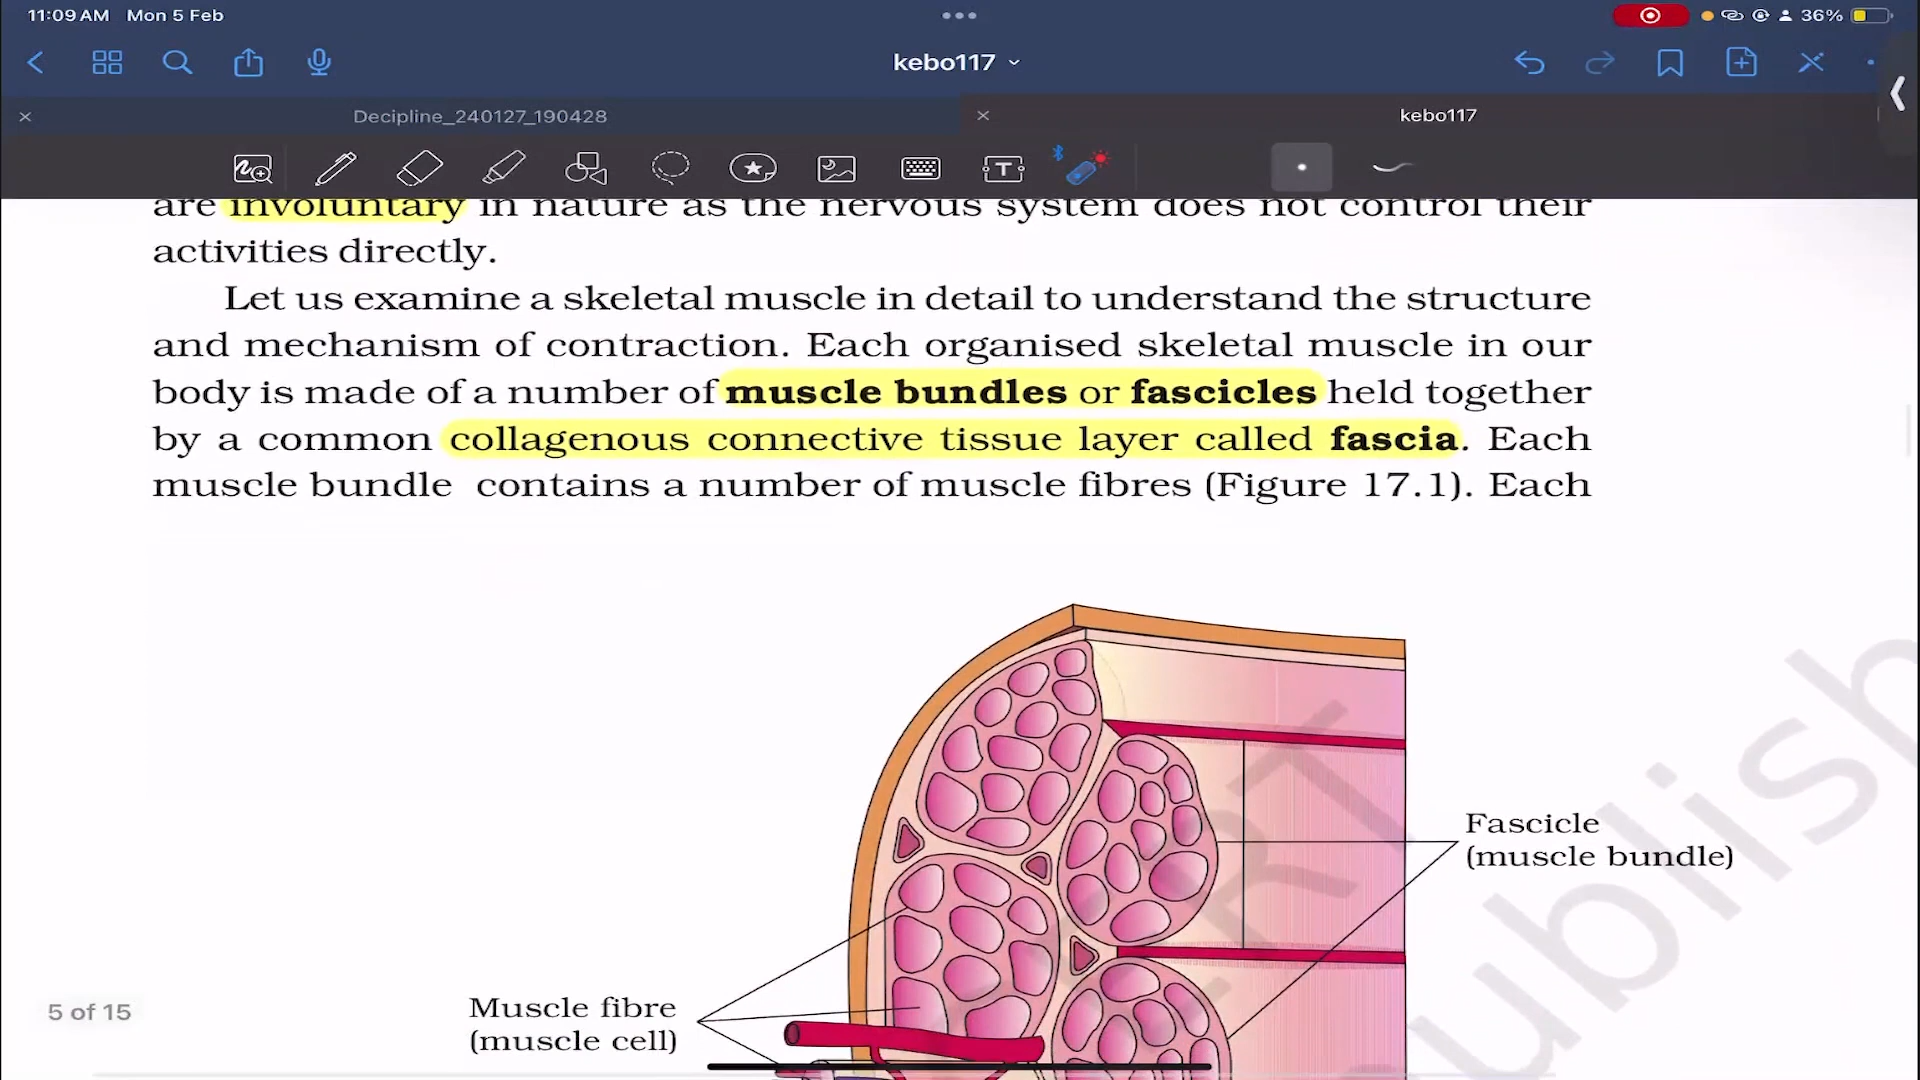 11:09 AM Mon 5 Feb
36%
kebo117
Decipline_240127_190428
kebo117
are involuntary in nature as the nervous system does not control their
activities directly.
Let us examine a skeletal muscle in detail to understand the structure
and mechanism of contraction. Each organised skeletal muscle in our
body is made of a number of muscle bundles or fascicles held together
by a common collagenous connective tissue layer called fascia. Each
muscle bundle contains a number of muscle fibres (Figure 17.1). Each
Fascicle
(muscle bundle)
Muscle fibre
(muscle cell)
5 of 15